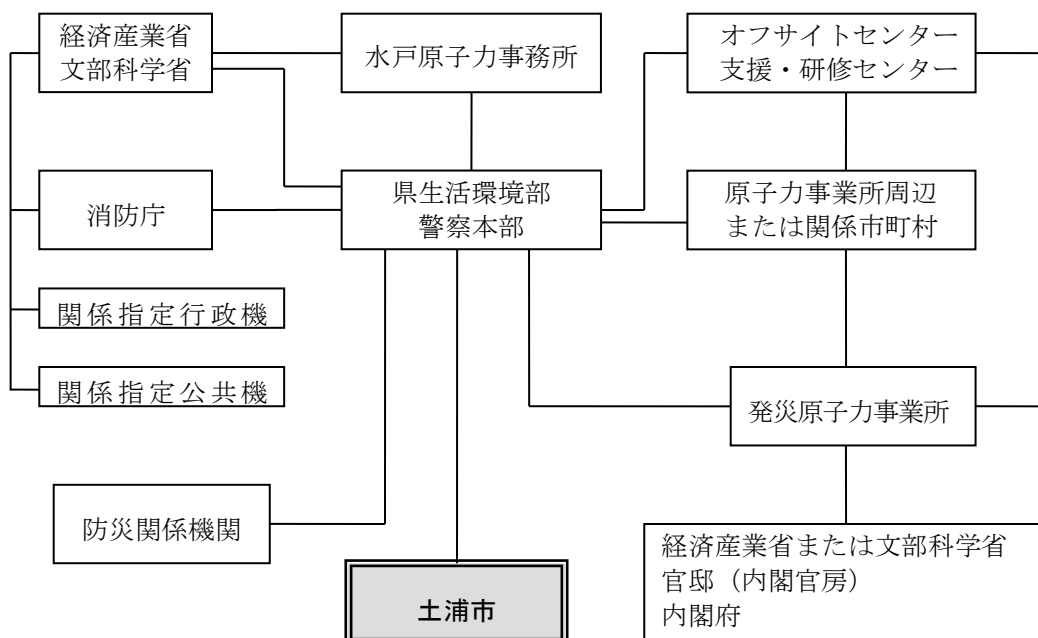 経済産業省
文部科学省
水戸原子力事務所
オフサイトセンター
支援・研修センター
消防庁
県生活環境部
警察本部
原子力事業所周辺
または関係市町村
関係指定行政機
関係指定公共機
発災原子力事業所
防災関係機関
経済産業省または文部科学省
官邸（内閣官房）
内閣府
土浦市